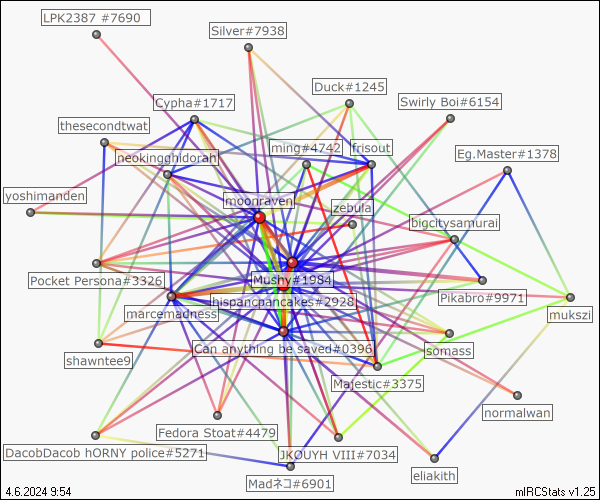 LPK2387 #7690
Silver#7938
Duck#1245
Cypha#1717
Swirly Boi#6154
thesecondtwat
ming#4742
frisout
neokingghidorah
Eg.Master#1378
yoshimanden
moonraven
zebula
bigcitysamurai
Pocket Persona#3326
Mushy#1984
hispancpancakes#2928
Pikabro#9971
marcemadness
mukszi
Can anything be saved#0396
somass
shawntee9
Majestic#3375
normalwan
Fedora Stoat#4479
DacobDacob hORNY police#5271
JKOUYH VIII#7034
eliakith
Madネコ#6901
4.6.2024 9:54
mIRCStats v1.25